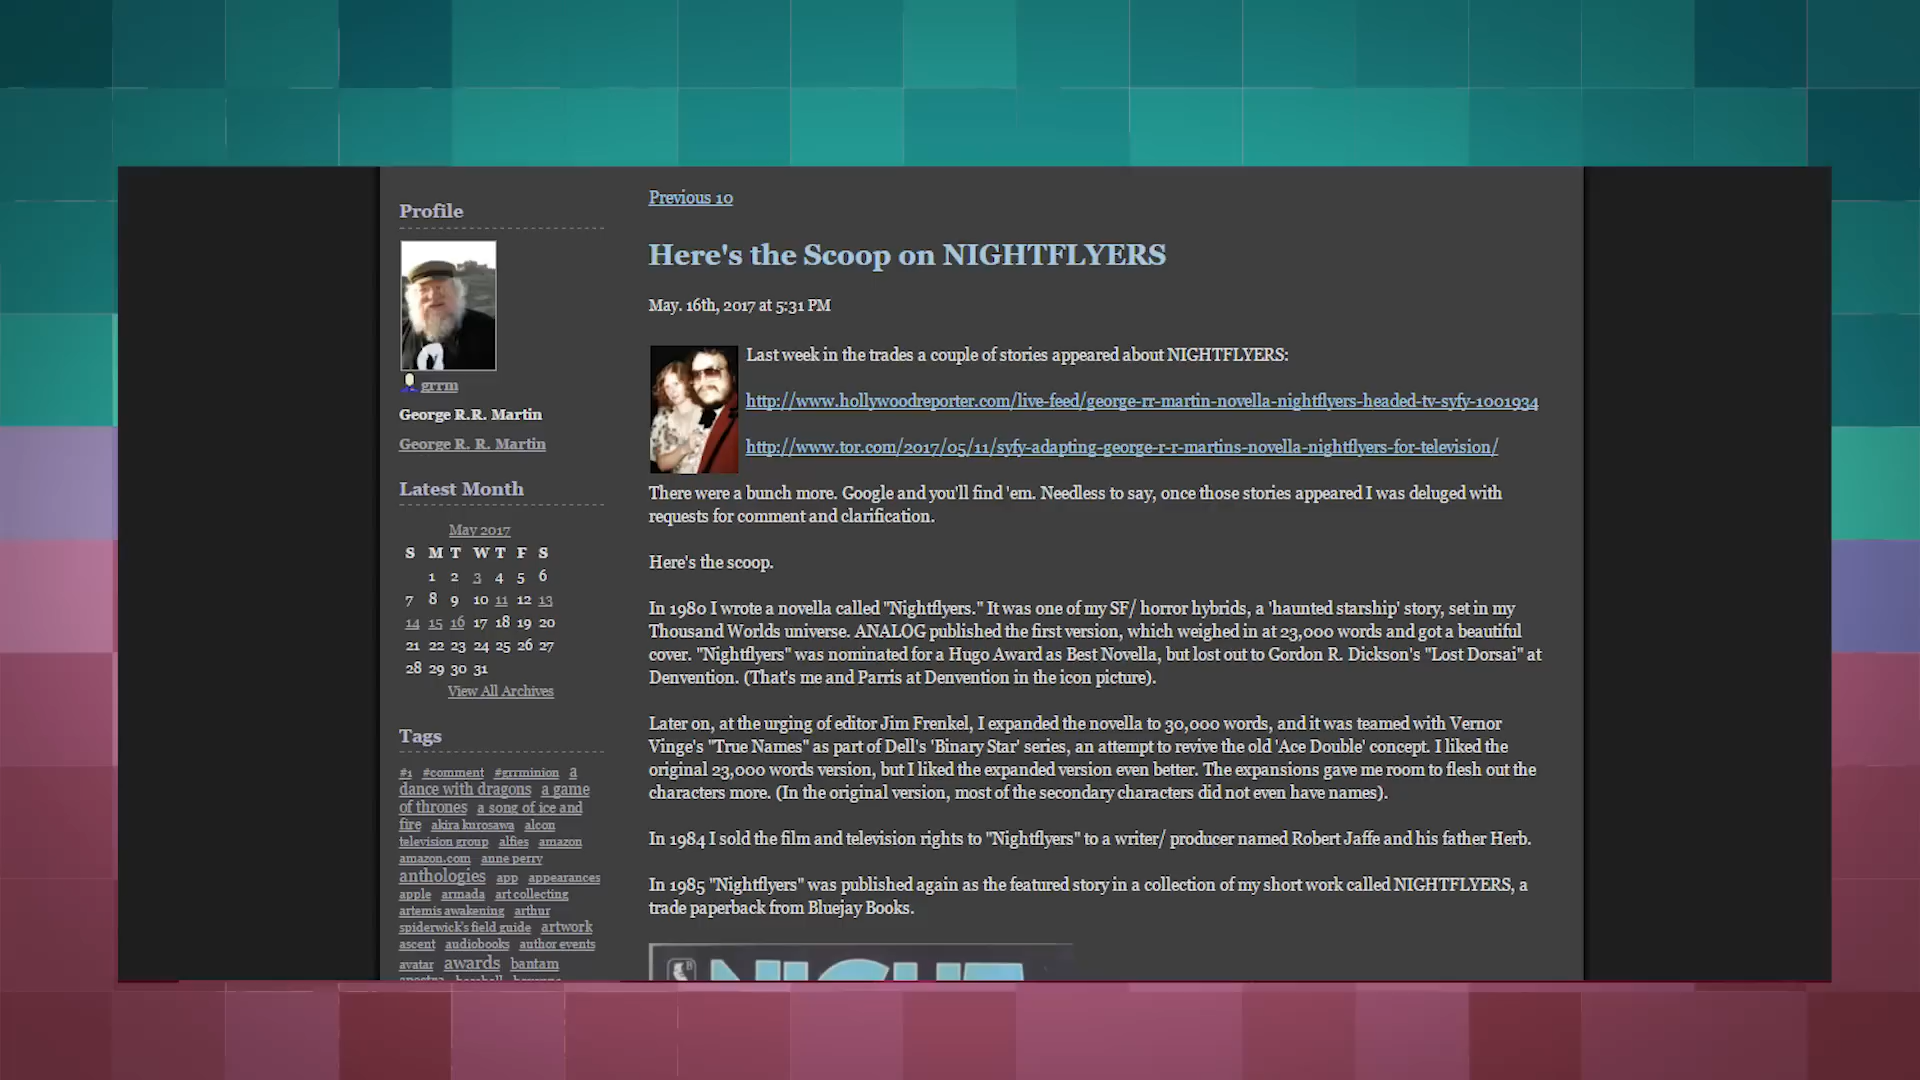 Previous 10
Profile
Here's the Scoop on NIGHTFLYERS
May. 16th, 2017 at 5:31 PM
grrm
George R.R. Martin
George R. R. Martin
Latest Month
May 2017
S M T W T F S
1 2 3 4 5 6
7 8 9 10 11 12 13
14 15 16 17 18 19 20
21 22 23 24 25 26 27
28 29 30 31
View All Archives
Tags
#1 #comment #grrminion a
dance with dragons a game
of thrones a song of ice and
fire akira kurosawa alcon
television group alfies amazon
amazon.com anne perry
anthologies app appearances
apple armada art collecting
artemis awakening arthur
spiderwick's field guide artwork
ascent audiobooks author events
avatar awards bantam
Last week in the trades a couple of stories appeared about NIGHTFLYERS:
http://www.hollywoodreporter.com/live-feed/george-rr-martin-novella-nightflyers-headed-tv-syfy-1001934
http://www.tor.com/2017/05/11/syfy-adapting-george-r-r-martins-novella-nightflyers-for-television/
There were a bunch more. Google and you'll find 'em. Needless to say, once those stories appeared I was deluged with
requests for comment and clarification.
Here's the scoop.
In 1980 I wrote a novella called "Nightflyers." It was one of my SF/ horror hybrids, a 'haunted starship' story, set in my
Thousand Worlds universe. ANALOG published the first version, which weighed in at 23,000 words and got a beautiful
cover. "Nightflyers" was nominated for a Hugo Award as Best Novella, but lost out to Gordon R. Dickson's "Lost Dorsai" at
Denvention. (That's me and Parris at Denvention in the icon picture).
Later on, at the urging of editor Jim Frenkel, I expanded the novella to 30,000 words, and it was teamed with Vernor
Vinge's "True Names" as part of Dell's 'Binary Star' series, an attempt to revive the old 'Ace Double' concept. I liked the
original 23,000 words version, but I liked the expanded version even better. The expansions gave me room to flesh out the
characters more. (In the original version, most of the secondary characters did not even have names).
In 1984 I sold the film and television rights to "Nightflyers" to a writer/ producer named Robert Jaffe and his father Herb.
In 1985 "Nightflyers" was published again as the featured story in a collection of my short work called NIGHTFLYERS, a
trade paperback from Bluejay Books.
NIGHT